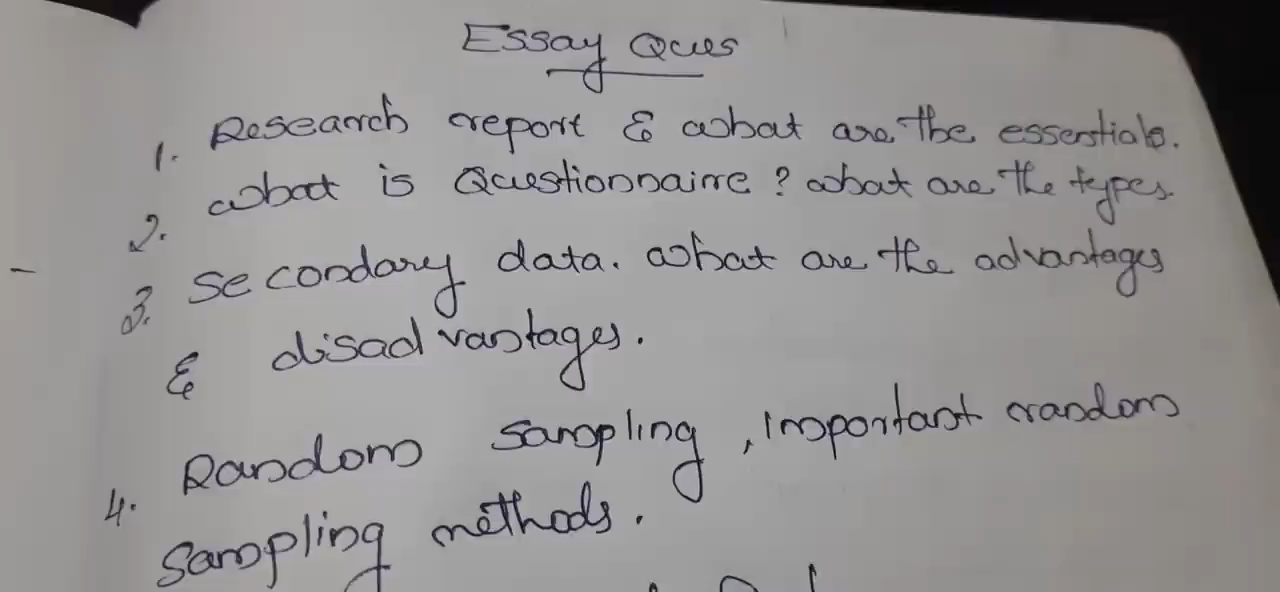 Essay Ques
1. Research report & what are the essentials.
2. what is Questionnaire? what are the types.
3. Secondary data. What are the advantages
& disadvantages.
4. Random sampling, important random
sampling methods.